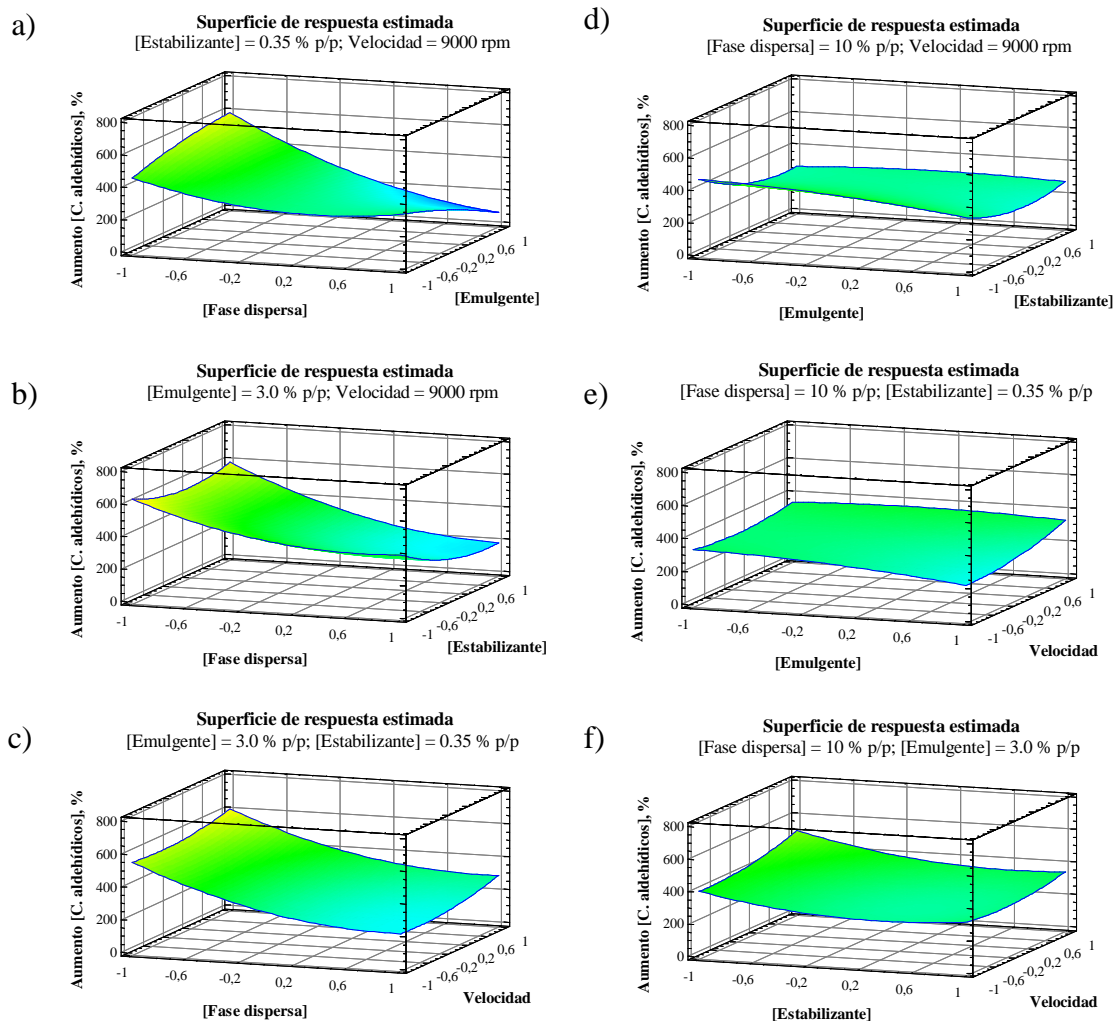 a)
Superficie de respuesta estimada
[Estabilizante] = 0.35 % p/p; Velocidad = 9000 rpm
Aumento [C. aldehídicos], %
800
600
400
200
0
-1
-0,6
-0,2
0,2
0,6
1
[Fase dispersa]
-1
-0,6
-0,2
0,2
0,6
1
[Emulgente]
b)
Superficie de respuesta estimada
[Emulgente] = 3.0 % p/p; Velocidad = 9000 rpm
Aumento [C. aldehídicos], %
800
600
400
200
0
-1
-0,6
-0,2
0,2
0,6
1
[Fase dispersa]
-1
-0,6
-0,2
0,2
0,6
1
[Estabilizante]
c)
Superficie de respuesta estimada
[Emulgente] = 3.0 % p/p; [Estabilizante] = 0.35 % p/p
Aumento [C. aldehídicos], %
800
600
400
200
0
-1
-0,6
-0,2
0,2
0,6
1
[Fase dispersa]
-1
-0,6
-0,2
0,2
0,6
1
Velocidad
d)
Superficie de respuesta estimada
[Fase dispersa] = 10 % p/p; Velocidad = 9000 rpm
Aumento [C. aldehídicos], %
800
600
400
200
0
-1
-0,6
-0,2
0,2
0,6
1
[Emulgente]
-1
-0,6
-0,2
0,2
0,6
1
[Estabilizante]
e)
Superficie de respuesta estimada
[Fase dispersa] = 10 % p/p; [Estabilizante] = 0.35 % p/p
Aumento [C. aldehídicos], %
800
600
400
200
0
-1
-0,6
-0,2
0,2
0,6
1
[Emulgente]
-1
-0,6
-0,2
0,2
0,6
1
Velocidad
f)
Superficie de respuesta estimada
[Fase dispersa] = 10 % p/p; [Emulgente] = 3.0 % p/p
Aumento [C. aldehídicos], %
800
600
400
200
0
-1
-0,6
-0,2
0,2
0,6
1
[Estabilizante]
-1
-0,6
-0,2
0,2
0,6
1
Velocidad